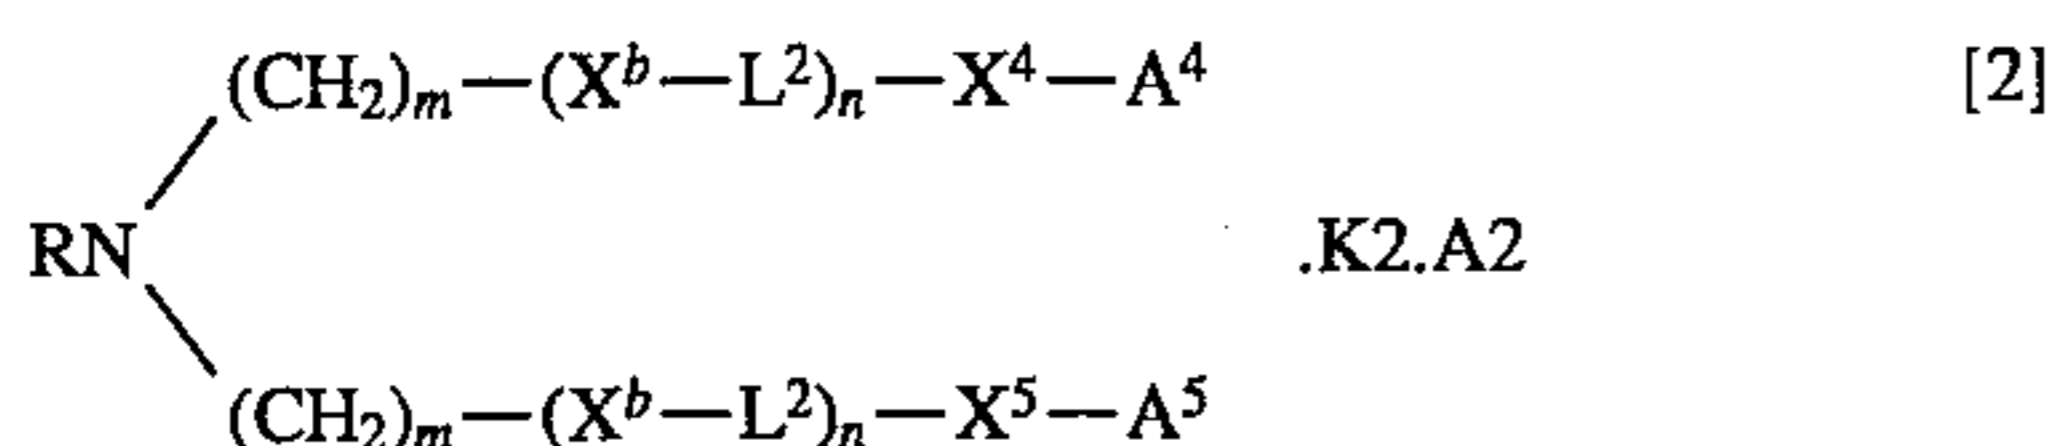 (CH₂)ₘ—(Xᵇ—L²)ₙ—X⁴—A⁴ [2]
RN .K2.A2
(CH₂)ₘ—(Xᵇ—L²)ₙ—X⁵—A⁵